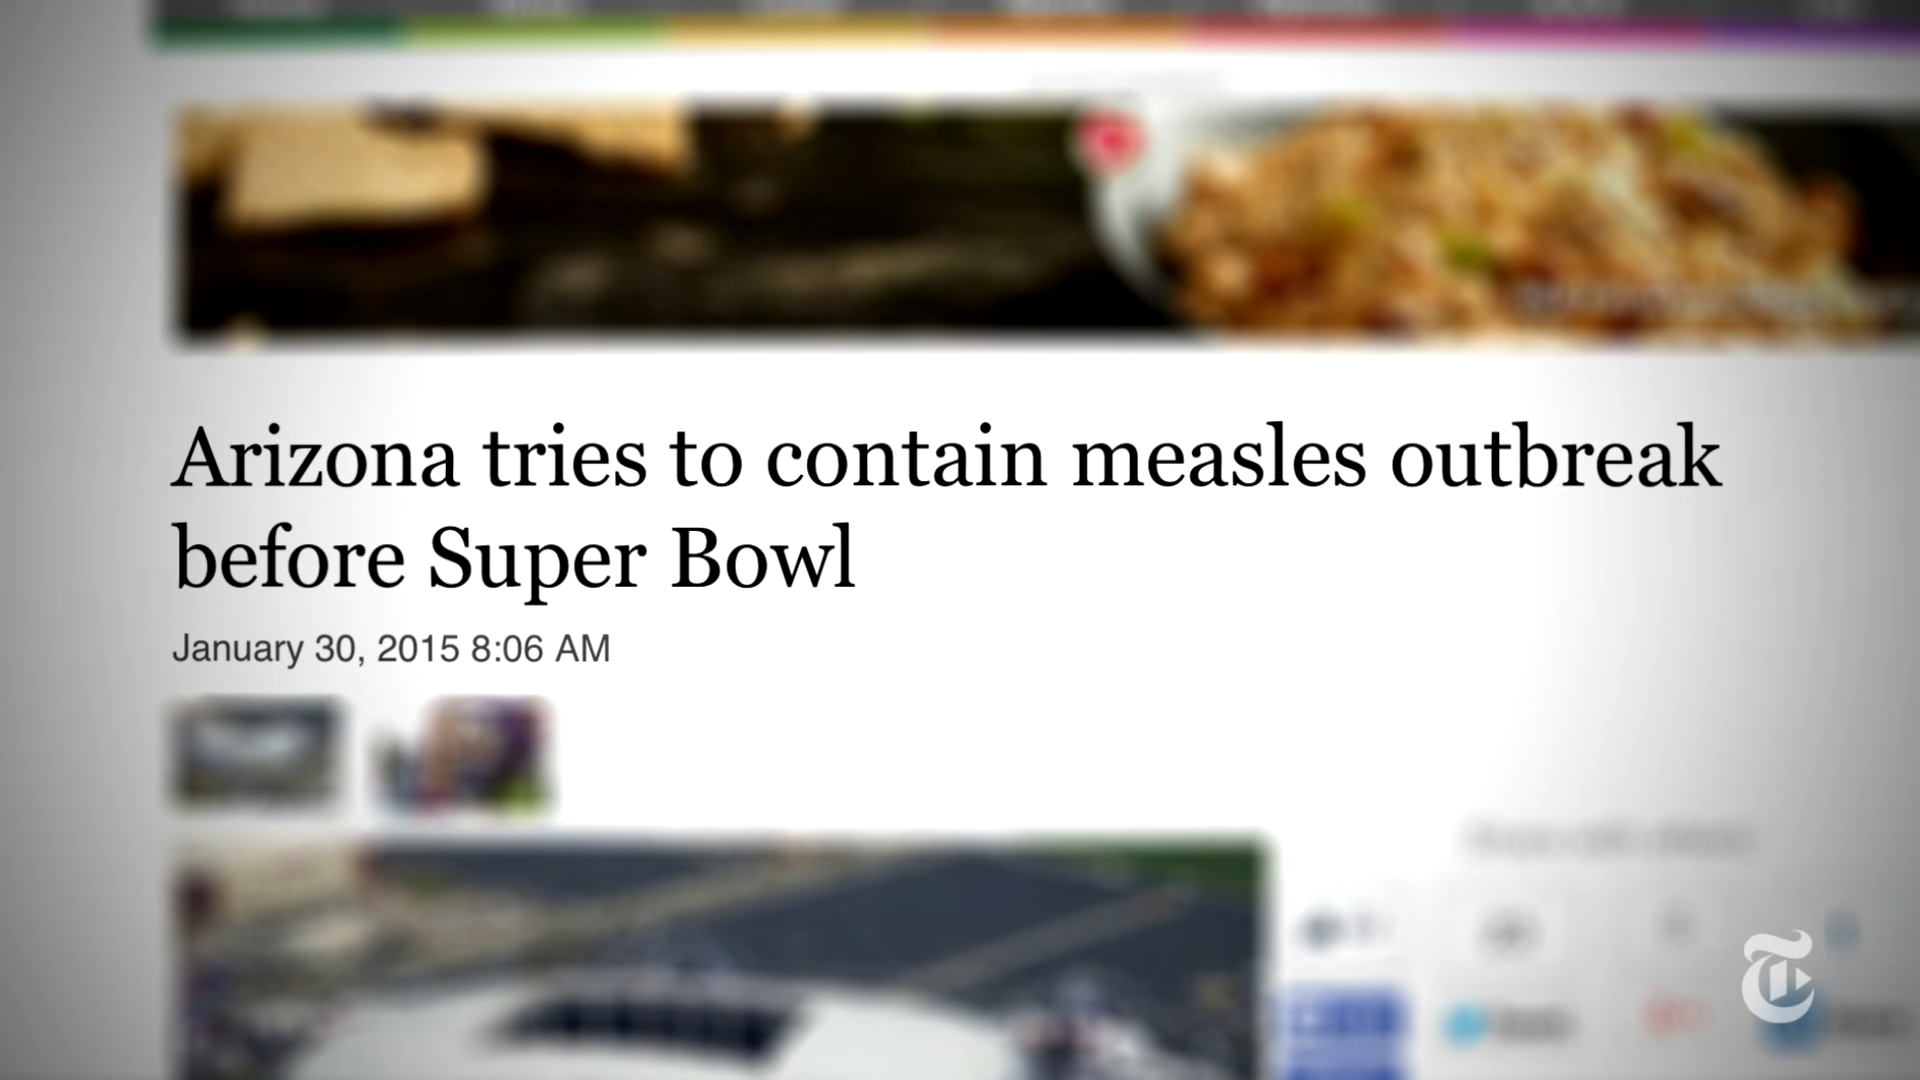 Arizona tries to contain measles outbreak
before Super Bowl
January 30, 2015 8:06 AM